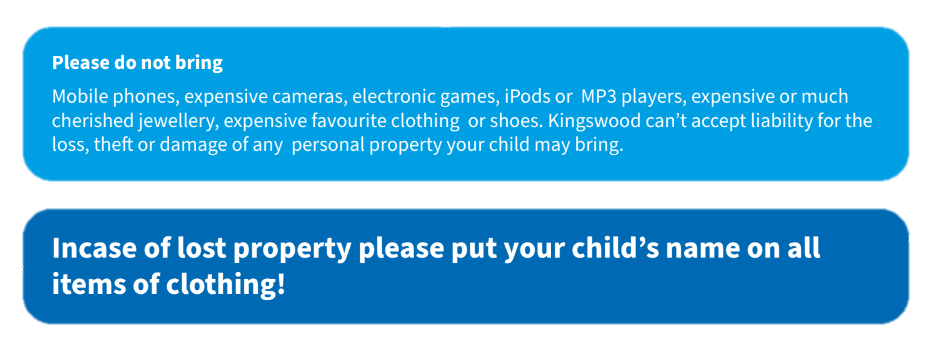 Please do not bring
Mobile phones, expensive cameras, electronic games, iPods or  MP3 players, expensive or much
cherished jewellery, expensive favourite clothing  or shoes. Kingswood can’t accept liability for the
loss, theft or damage of any  personal property your child may bring.
Incase of lost property please put your child’s name on all
items of clothing!